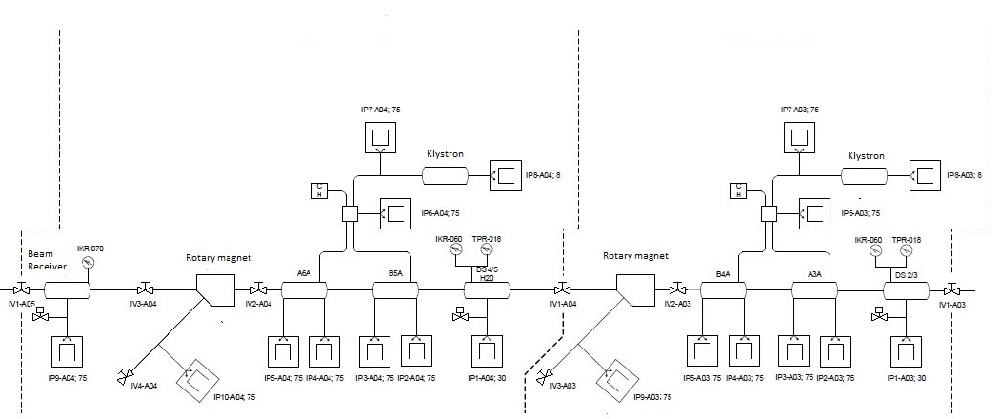 IP7-A04; 75
IP7-A03; 75
Klystron
Klystron
IP8-A04; 8
IP8-A03; 8
C
H
C
H
IP6-A04; 75
IP6-A03; 75
IKR-060
TPR-018
IKR-060
TPR-018
IKR-070
Beam
Receiver
Rotary magnet
Rotary magnet
A6A
B5A
DS4/5
H20
B4A
A3A
DS 2/3
IV1-A05
IV3-A04
IV2-A04
IV1-A04
IV2-A03
IV1-A03
IP9-A04; 75
IV4-A04
IP10-A04; 75
IP5-A04; 75
IP4-A04; 75
IP3-A04; 75
IP2-A04; 75
IP1-A04; 30
IV3-A03
IP9-A03; 75
IP5-A03; 75
IP4-A03; 75
IP3-A03; 75
IP2-A03; 75
IP1-A03; 30